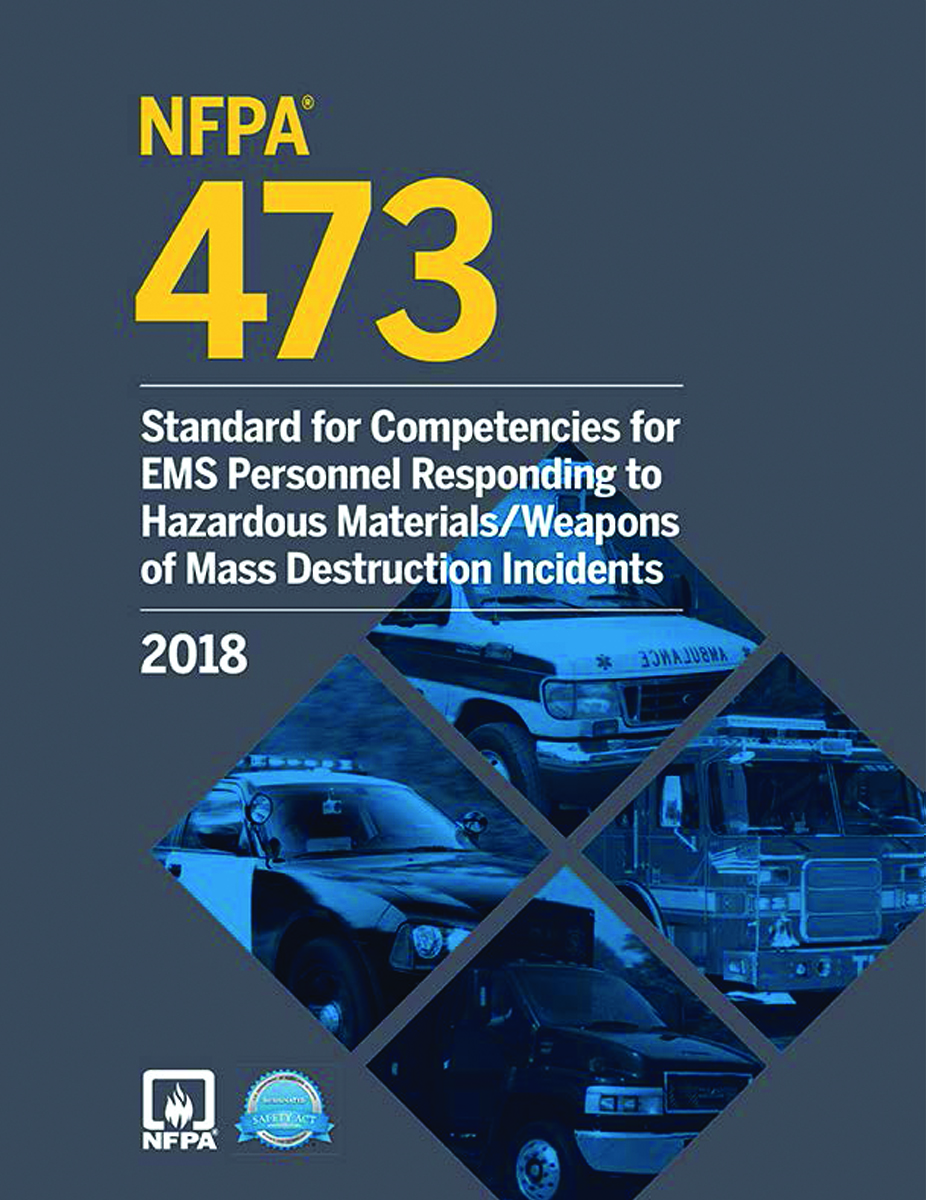 NFPA®
473
Standard for Competencies for
EMS Personnel Responding to
Hazardous Materials/Weapons
of Mass Destruction Incidents
2018
AMBULANCE
NFPA®
DESIGNATED
SAFETY ACT